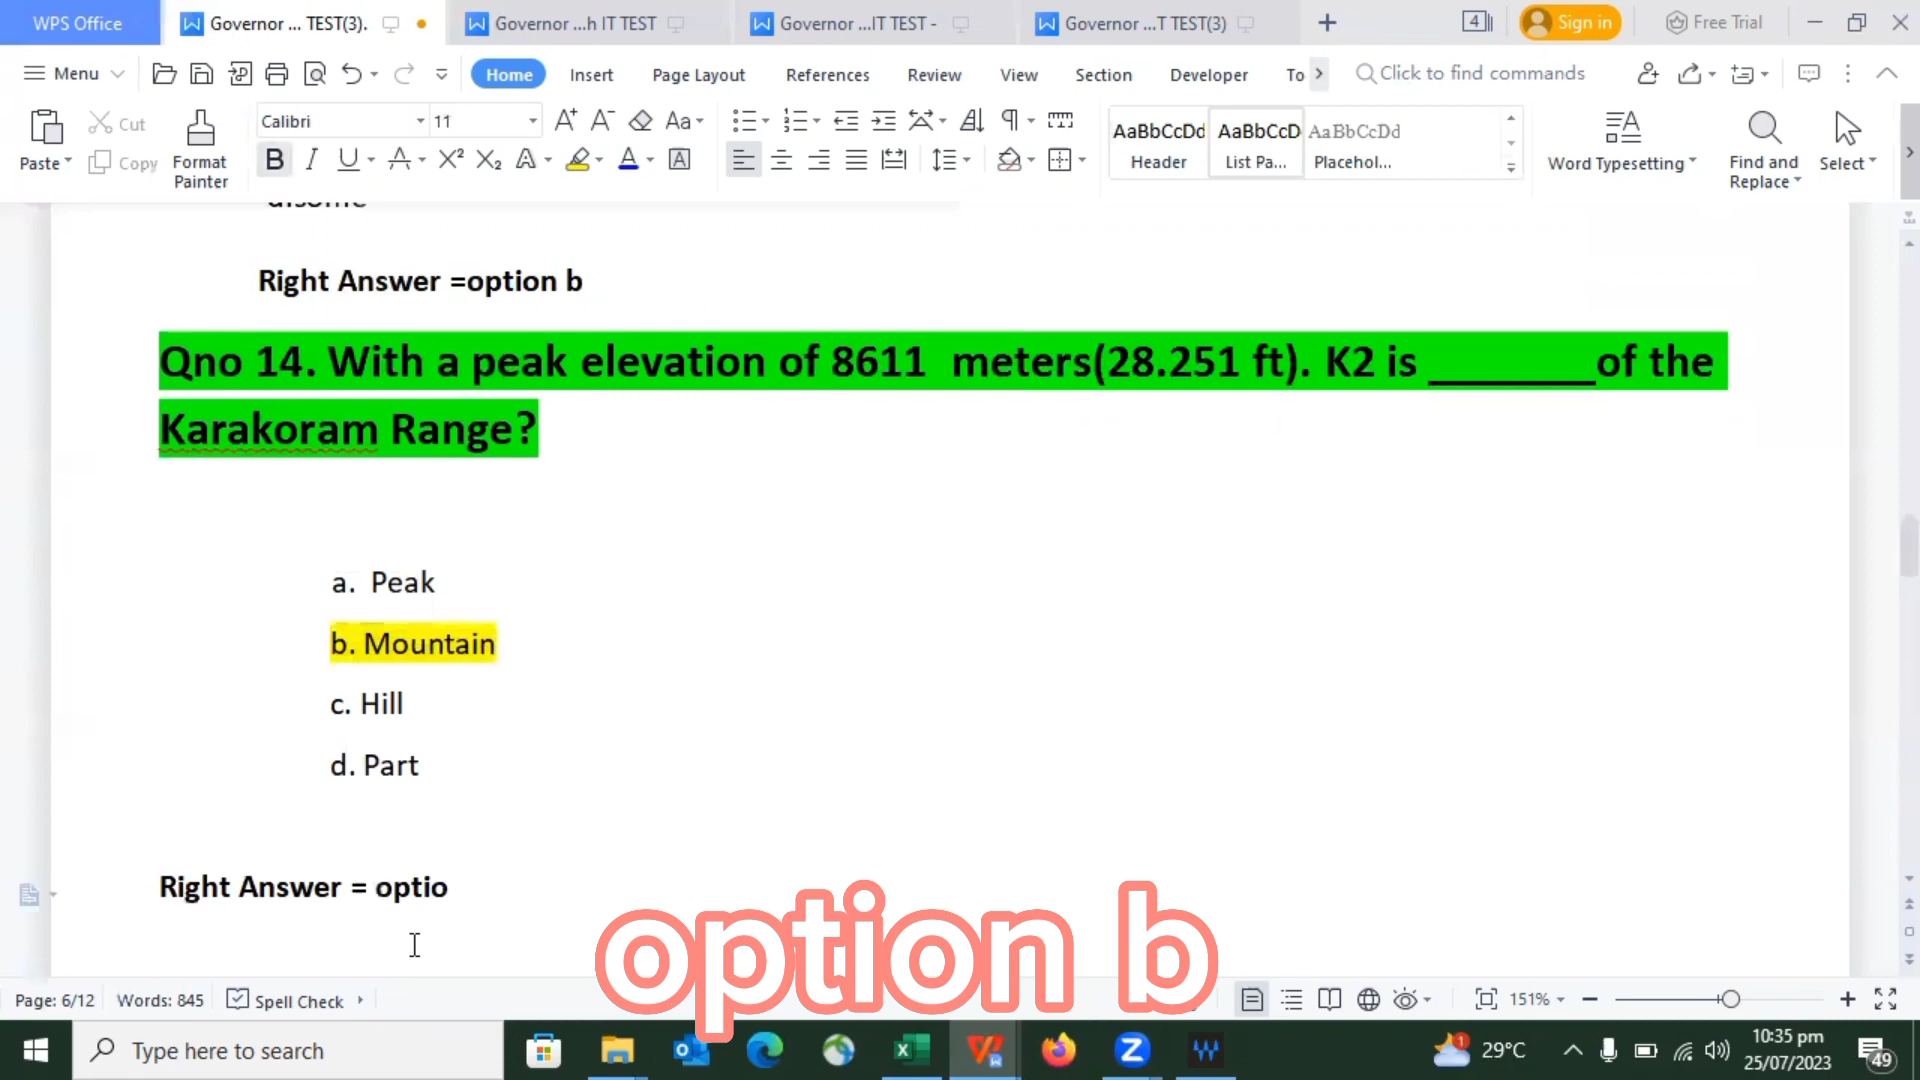 WPS Office
Governor ... TEST(3).
Governor ...h IT TEST
Governor ...IT TEST -
Governor ...T TEST(3)
4
Sign in
Free Trial
Menu
Home
Insert
Page Layout
References
Review
View
Section
Developer
To
Click to find commands
Paste
Cut
Copy
Format
Painter
Calibri
11
AaBbCcDd
Header
AaBbCcD
List Pa...
AaBbCcDd
Placehol...
Word Typesetting
Find and
Replace
Select
Right Answer =option b
Qno 14. With a peak elevation of 8611  meters(28.251 ft). K2 is _______of the
Karakoram Range?
a. Peak
b. Mountain
c. Hill
d. Part
Right Answer = optio
option b
Page: 6/12
Words: 845
Spell Check
151%
Type here to search
1
29°C
10:35 pm
25/07/2023
49